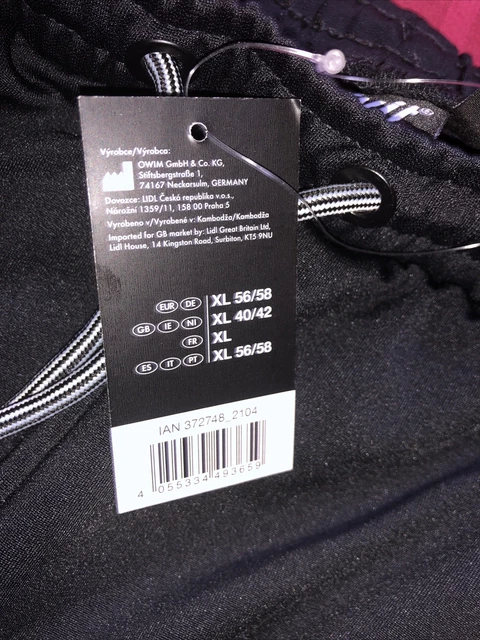 Výrobce/Výrobca:
OWIM GmbH & Co. KG,
Stiftsbergstraße 1,
74167 Neckarsulm, GERMANY
Dovozce: LIDL Česká republika v.o.s.,
Nárožní 1359/11, 158 00 Praha 5
Vyrobeno v/Vyrobené v: Kambodža/Kambodža
Imported for GB market by: Lidl Great Britain Ltd,
Lidl House, 14 Kingston Road, Surbiton, KT5 9NU
EUR DE XL 56/58
GB IE NI XL 40/42
FR XL
ES IT PT XL 56/58
IAN 372748_2104
4 055334 493659